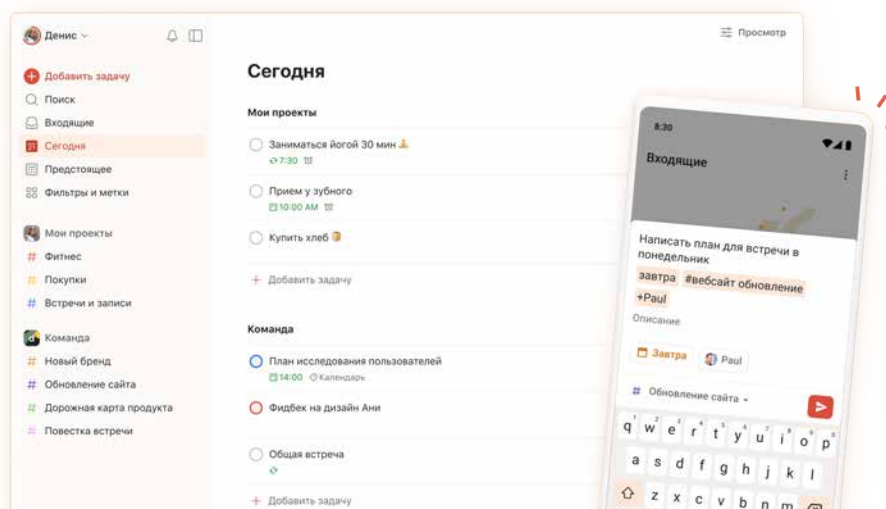 Денис
Добавить задачу
Поиск
Входящие
Сегодня
Предстоящее
Фильтры и метки
Мои проекты
Фитнес
Покупки
Встречи и записи
Команда
Новый бренд
Обновление сайта
Дорожная карта продукта
Повестка встречи
Просмотр
Сегодня
Мои проекты
Заниматься йогой 30 мин
7:30
Прием у зубного
10:00 AM
Купить хлеб
+ Добавить задачу
Команда
План исследования пользователей
14:00 Календарь
Фидбек на дизайн Ани
Общая встреча
+ Добавить задачу
8:30
Входящие
Написать план для встречи в
понедельник
завтра #вебсайт обновление
+Paul
Описание
Завтра Paul
# Обновление сайта
q w e r t y u i o p
a s d f g h j k l
z x c v b n m